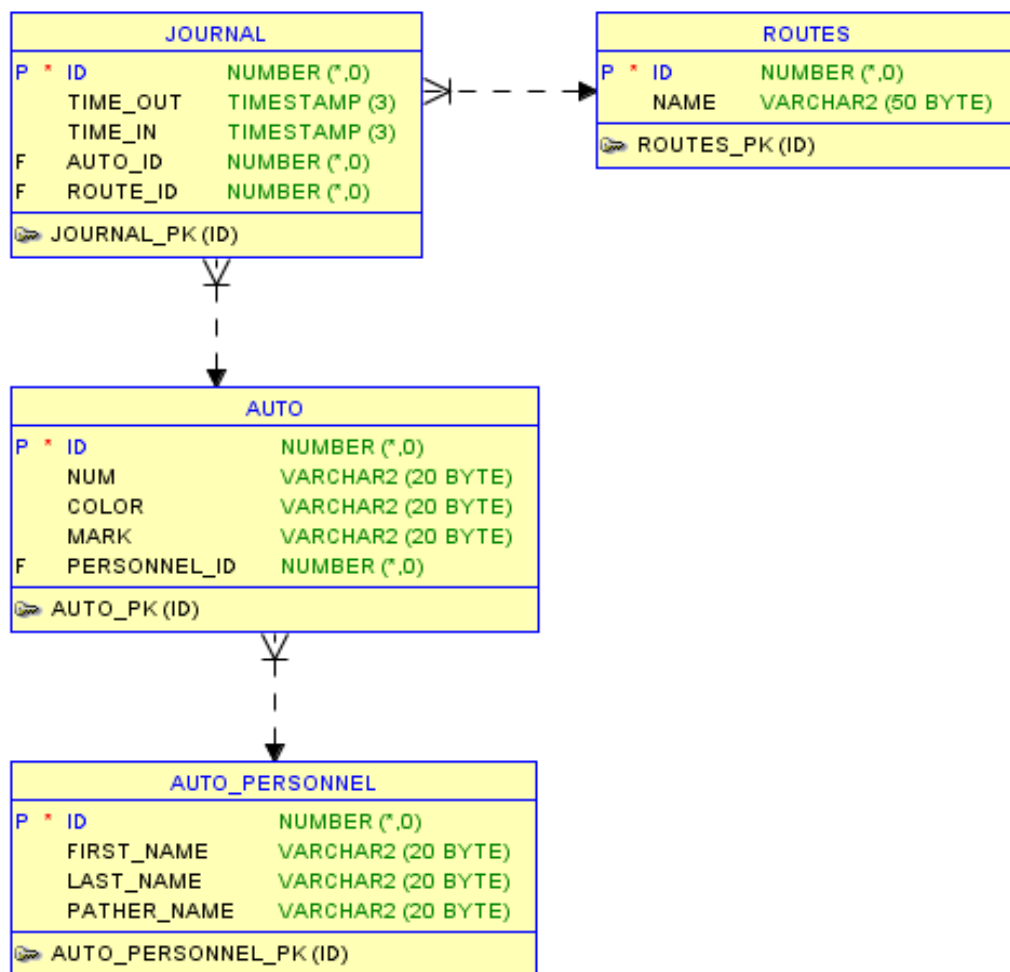 JOURNAL
P * ID NUMBER (*,0)
TIME_OUT TIMESTAMP (3)
TIME_IN TIMESTAMP (3)
F AUTO_ID NUMBER (*,0)
F ROUTE_ID NUMBER (*,0)
JOURNAL_PK (ID)
ROUTES
P * ID NUMBER (*,0)
NAME VARCHAR2 (50 BYTE)
ROUTES_PK (ID)
AUTO
P * ID NUMBER (*,0)
NUM VARCHAR2 (20 BYTE)
COLOR VARCHAR2 (20 BYTE)
MARK VARCHAR2 (20 BYTE)
F PERSONNEL_ID NUMBER (*,0)
AUTO_PK (ID)
AUTO_PERSONNEL
P * ID NUMBER (*,0)
FIRST_NAME VARCHAR2 (20 BYTE)
LAST_NAME VARCHAR2 (20 BYTE)
PATHER_NAME VARCHAR2 (20 BYTE)
AUTO_PERSONNEL_PK (ID)